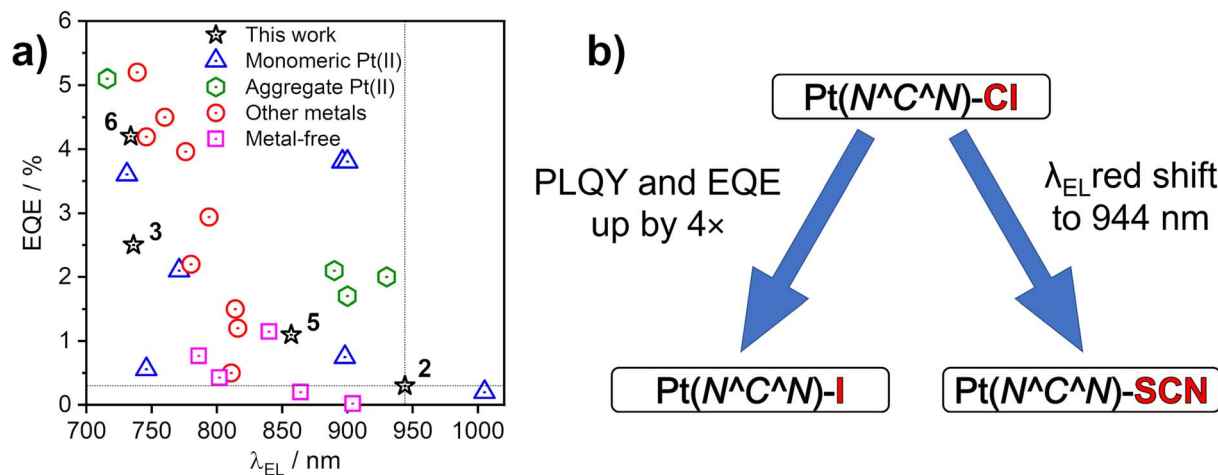 a)
6
5
4
3
2
1
0
EQE / %
700
750
800
850
900
950
1000
λEL / nm
This work
Monomeric Pt(II)
Aggregate Pt(II)
Other metals
Metal-free
6
3
5
2
b)
Pt(N^C^N)-Cl
PLQY and EQE
up by 4×
λEL red shift
to 944 nm
Pt(N^C^N)-I
Pt(N^C^N)-SCN